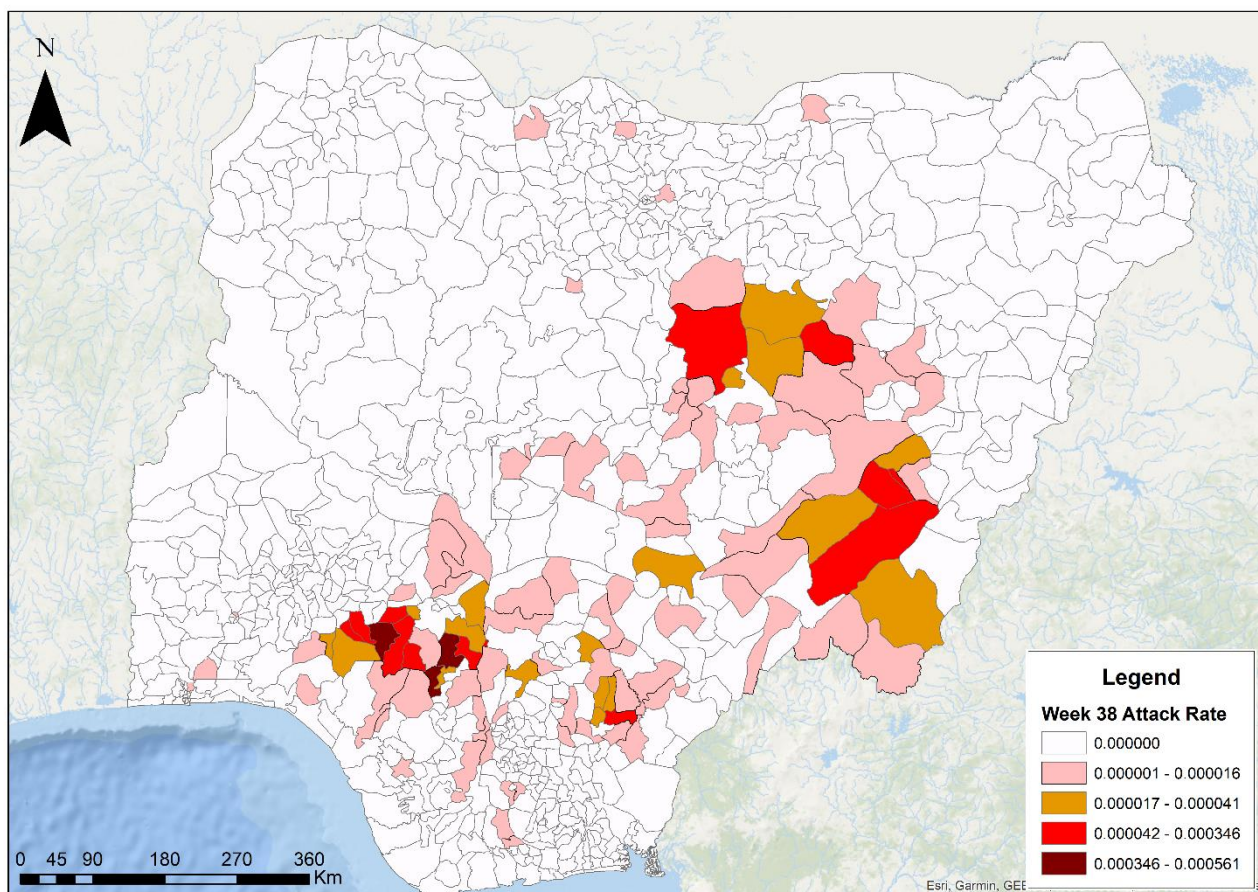 N
Legend
Week 38 Attack Rate
0.000000
0.000001 - 0.000016
0.000017 - 0.000041
0.000042 - 0.000346
0.000346 - 0.000561
0 45 90 180 270 360
Km
Esri, Garmin, GEB